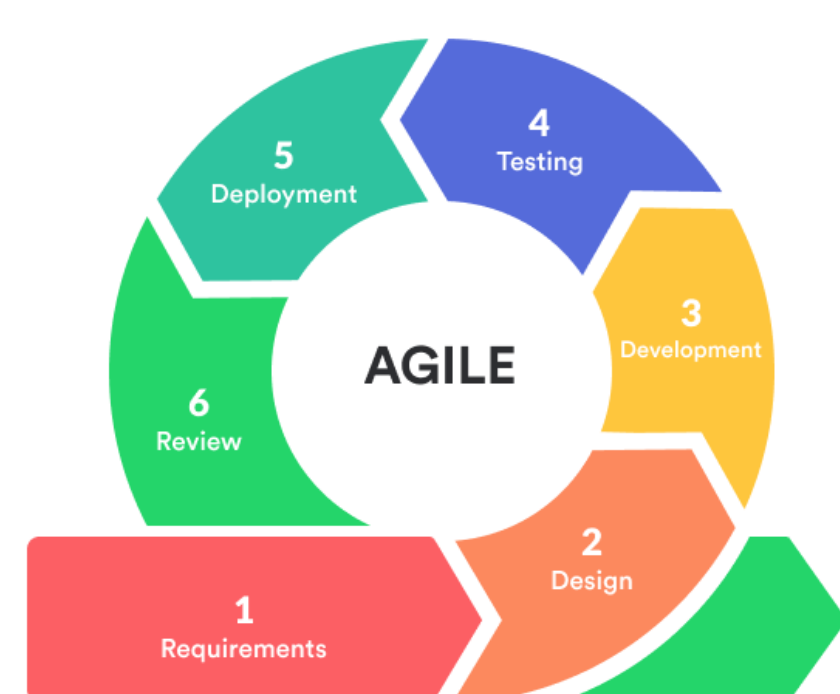 4
Testing
5
Deployment
3
Development
AGILE
6
Review
2
Design
1
Requirements